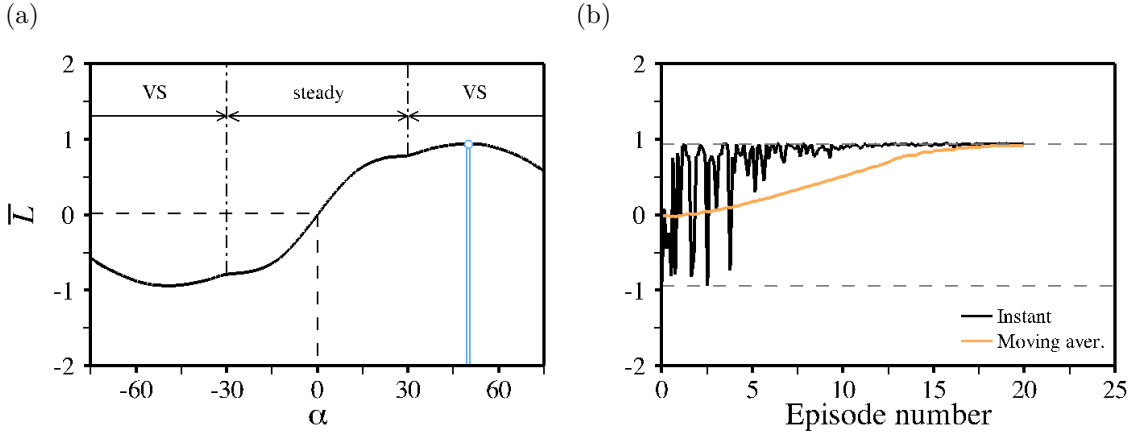 (a)
(b)
2
1
0
-1
-2
VS
steady
VS
L̅
-60
-30
0
30
60
α
2
1
0
-1
-2
Instant
Moving aver.
0
5
10
15
20
25
Episode number